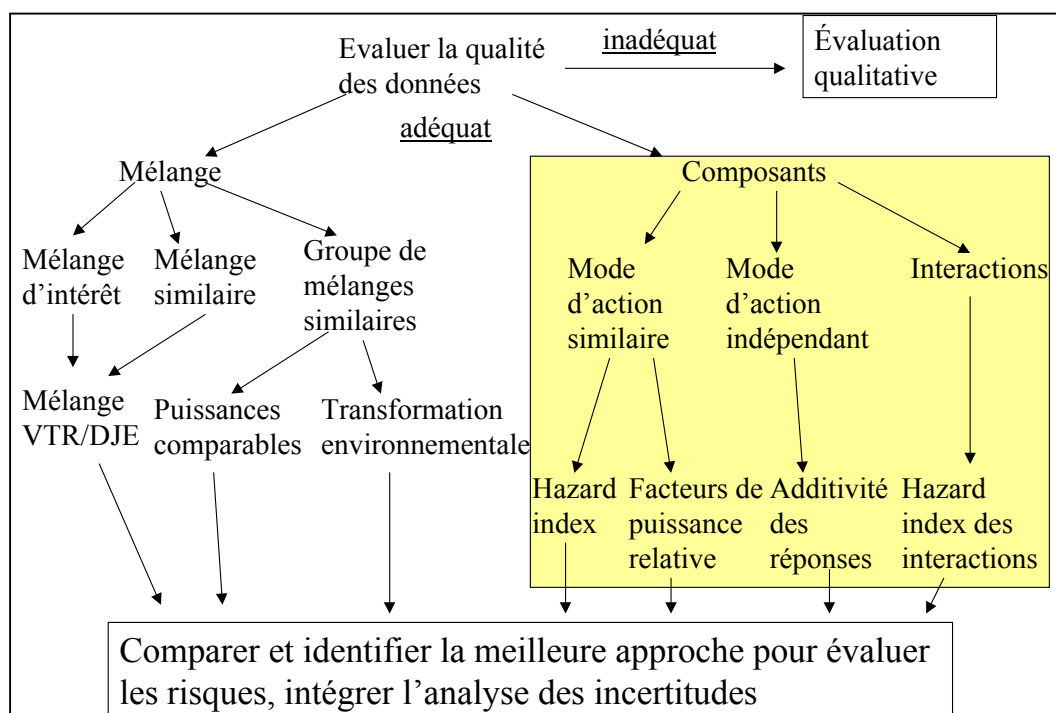 Evaluer la qualité
des données
inadéquat
Évaluation
qualitative
adéquat
Mélange
Composants
Mélange
d'intérêt
Mélange
similaire
Groupe de
mélanges
similaires
Mode
d'action
similaire
Mode
d'action
indépendant
Interactions
Mélange
VTR/DJE
Puissances
comparables
Transformation
environnementale
Hazard
index
Facteurs de
puissance
relative
Additivité
des
réponses
Hazard
index des
interactions
Comparer et identifier la meilleure approche pour évaluer
les risques, intégrer l'analyse des incertitudes